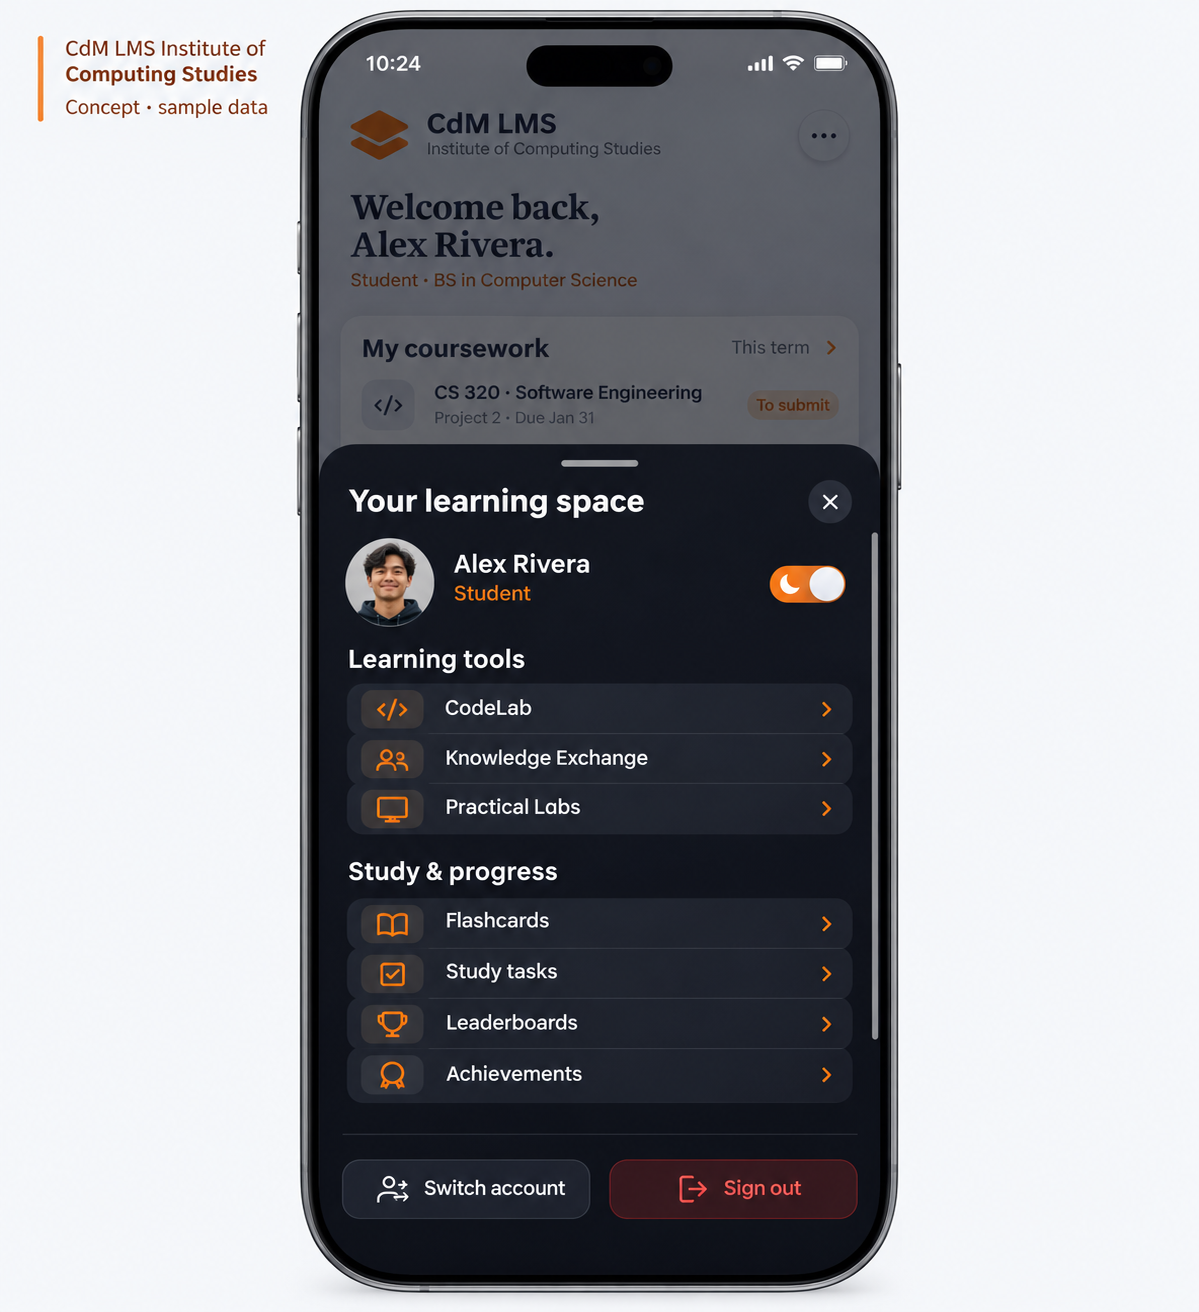 CdM LMS Institute of
Computing Studies
Concept • sample data
10:24
CdM LMS
Institute of Computing Studies
Welcome back,
Alex Rivera.
Student • BS in Computer Science
My coursework
This term
CS 320 • Software Engineering
Project 2 • Due Jan 31
To submit
Your learning space
Alex Rivera
Student
Learning tools
CodeLab
Knowledge Exchange
Practical Labs
Study & progress
Flashcards
Study tasks
Leaderboards
Achievements
Switch account
Sign out